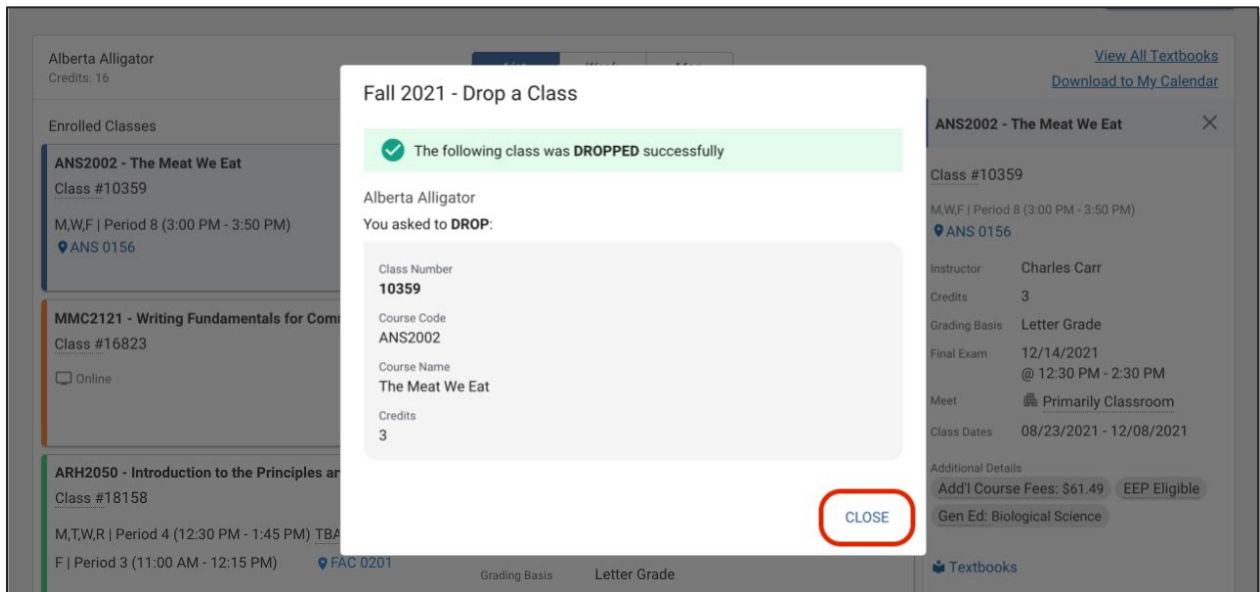 Alberta Alligator
Credits: 16
View All Textbooks
Download to My Calendar
Enrolled Classes
ANS2002 - The Meat We Eat
Class #10359
M,W,F | Period 8 (3:00 PM - 3:50 PM)
ANS 0156
MMC2121 - Writing Fundamentals for
Class #16823
Online
ARH2050 - Introduction to the Principles
Class #18158
M,T,W,R | Period 4 (12:30 PM - 1:45 PM)
F | Period 3 (11:00 AM - 12:15 PM) FAC 0201
Grading Basis Letter Grade
Fall 2021 - Drop a Class
The following class was DROPPED successfully
Alberta Alligator
You asked to DROP:
Class Number
10359
Course Code
ANS2002
Course Name
The Meat We Eat
Credits
3
CLOSE
ANS2002 - The Meat We Eat
Class #10359
M,W,F | Period 8 (3:00 PM - 3:50 PM)
ANS 0156
Instructor Charles Carr
Credits 3
Grading Basis Letter Grade
Final Exam 12/14/2021
@ 12:30 PM - 2:30 PM
Meet Primarily Classroom
Class Dates 08/23/2021 - 12/08/2021
Additional Details
Add'l Course Fees: $61.49 EEP Eligible
Gen Ed: Biological Science
Textbooks